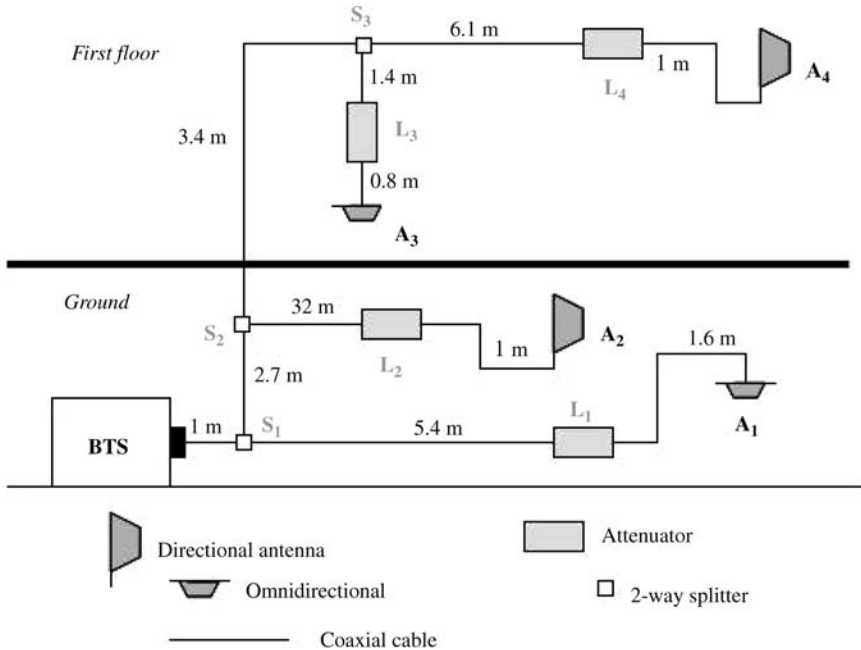 S3
6.1 m
First floor
1.4 m
1 m
A4
L4
L3
3.4 m
0.8 m
A3
Ground
32 m
1.6 m
S2
A2
1 m
L2
2.7 m
L1
1 m
S1
A1
BTS
5.4 m
Directional antenna
Attenuator
Omnidirectional
2-way splitter
Coaxial cable